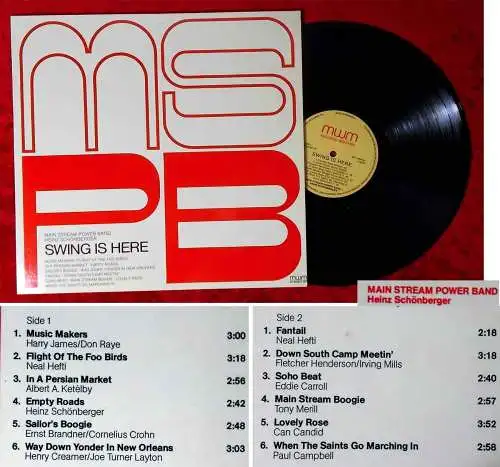 MS
PB
MAIN STREAM POWER BAND
HEINZ SCHÖNBERGER
SWING IS HERE
mwm
mwm
SWING IS HERE
MAIN STREAM POWER BAND
Heinz Schönberger
Side 1
1. Music Makers 3:00
Harry James/Don Raye
2. Flight Of The Foo Birds 3:18
Neal Hefti
3. In A Persian Market 2:56
Albert A. Ketèlby
4. Empty Roads 2:42
Heinz Schönberger
5. Sailor's Boogie 2:48
Ernst Brandner/Cornelius Crohn
6. Way Down Yonder In New Orleans 3:03
Henry Creamer/Joe Turner Layton
Side 2
1. Fantail 2:18
Neal Hefti
2. Down South Camp Meetin' 3:18
Fletcher Henderson/Irving Mills
3. Soho Beat 2:40
Eddie Carroll
4. Main Stream Boogie 2:51
Tony Merill
5. Lovely Rose 3:52
Can Candid
6. When The Saints Go Marching In 2:58
Paul Campbell